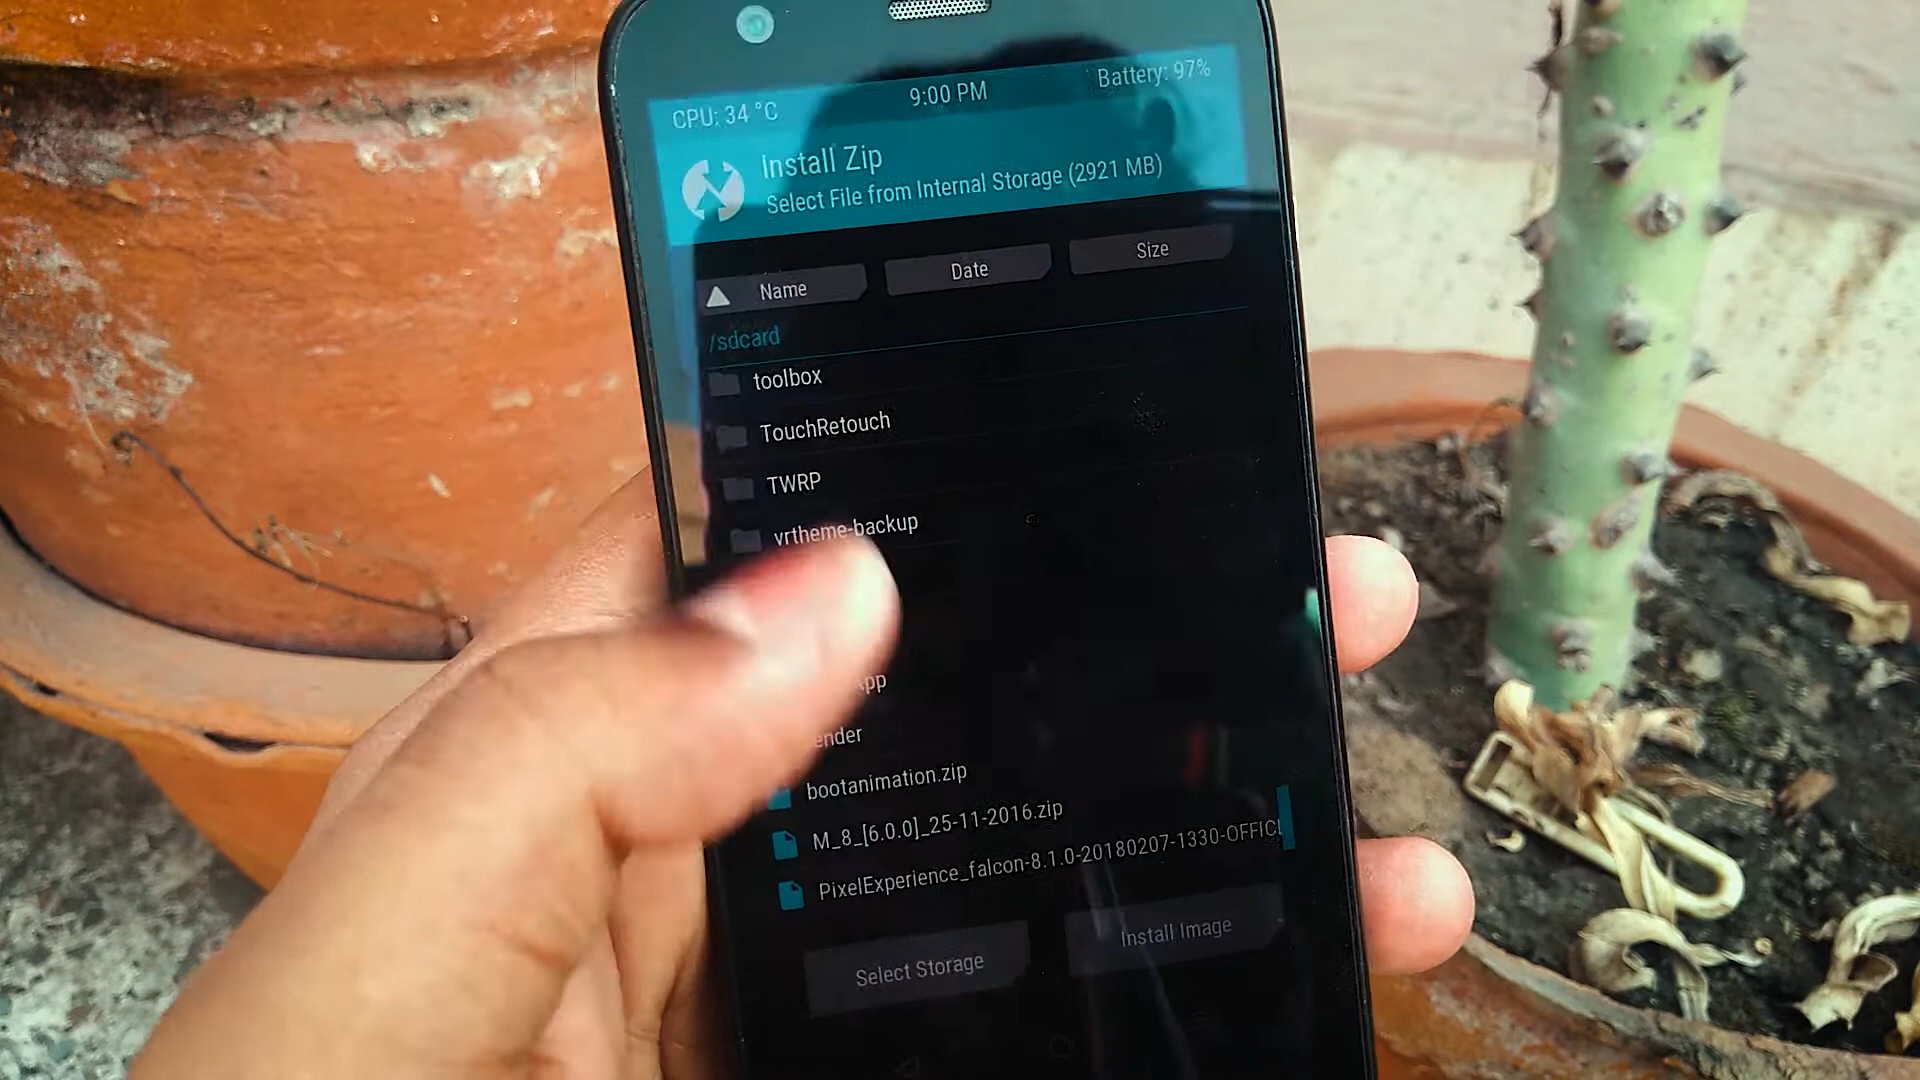 CPU: 34 °C
9:00 PM
Battery: 97%
Install Zip
Select File from Internal Storage (2921 MB)
Name
Date
Size
/sdcard
toolbox
TouchRetouch
TWRP
vrtheme-backup
pp
ender
bootanimation.zip
M_8_[6.0.0]_25-11-2016.zip
PixelExperience_falcon-8.1.0-20180207-1330-OFFICI
Select Storage
Install Image